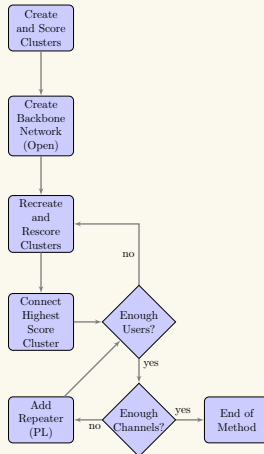 Create
and Score
Clusters
Create
Backbone
Network
(Open)
Recreate
and
Rescore
Clusters
no
Connect
Highest
Score
Cluster
Enough
Users?
yes
Add
Repeater
(PL)
no
Enough
Channels?
yes
End of
Method